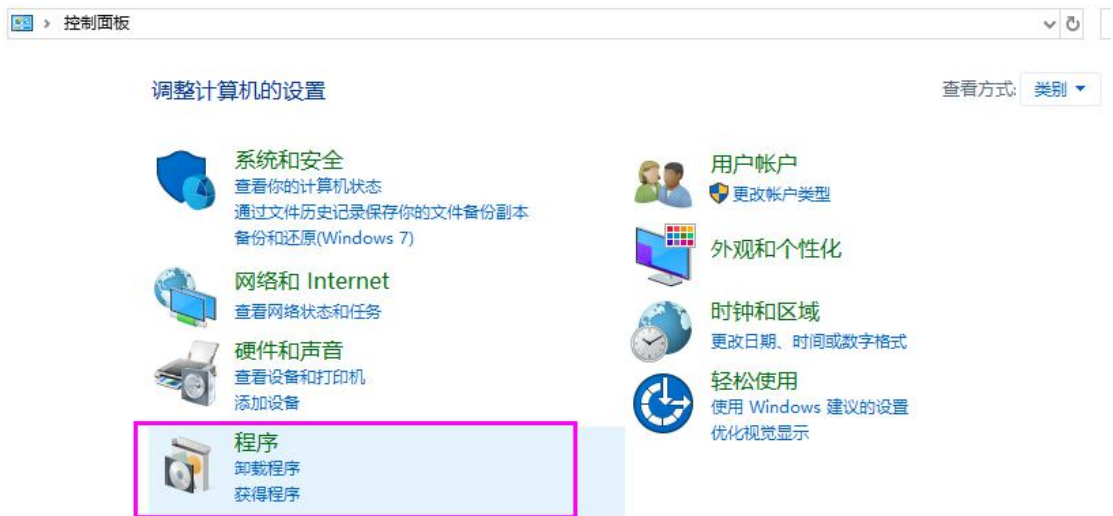 控制面板
调整计算机的设置
查看方式: 类别
系统和安全
查看你的计算机状态
通过文件历史记录保存你的文件备份副本
备份和还原(Windows 7)
网络和 Internet
查看网络状态和任务
硬件和声音
查看设备和打印机
添加设备
程序
卸载程序
获得程序
用户帐户
更改帐户类型
外观和个性化
时钟和区域
更改日期、时间或数字格式
轻松使用
使用 Windows 建议的设置
优化视觉显示